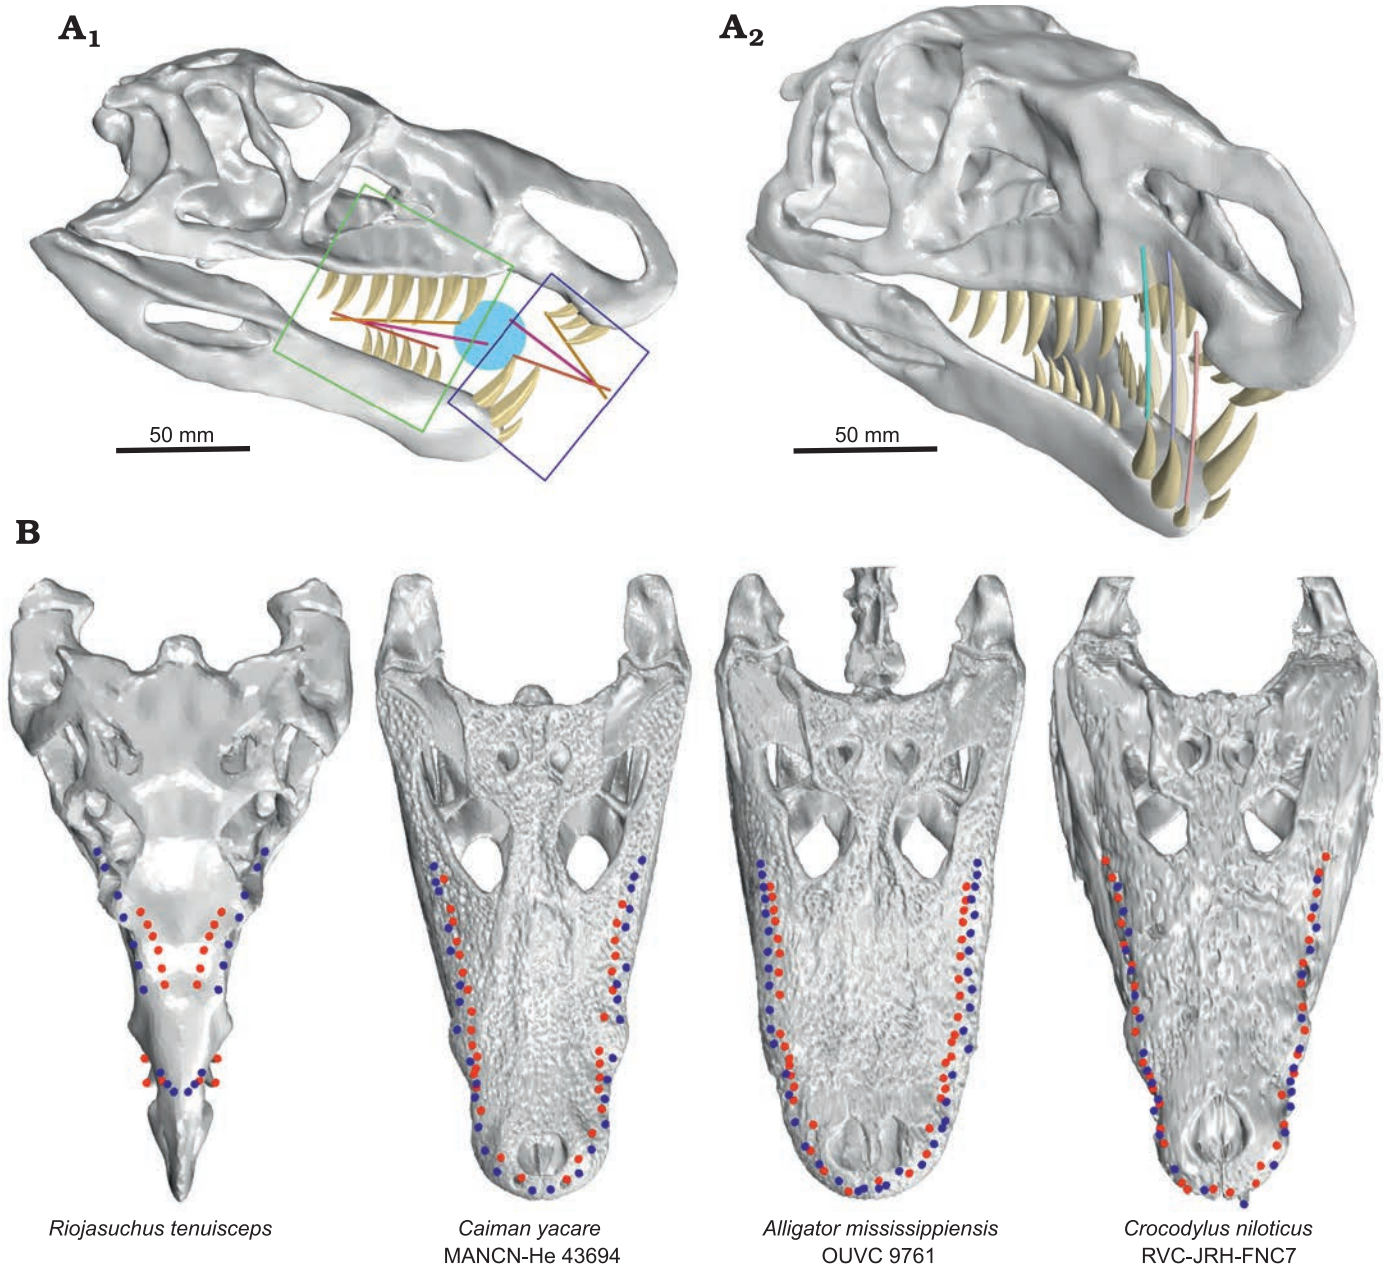 A1
A2
50 mm
50 mm
B
Riojasuchus tenuisceps
Caiman yacare
MANCN-He 43694
Alligator mississippiensis
OUVC 9761
Crocodylus niloticus
RVC-JRH-FNC7